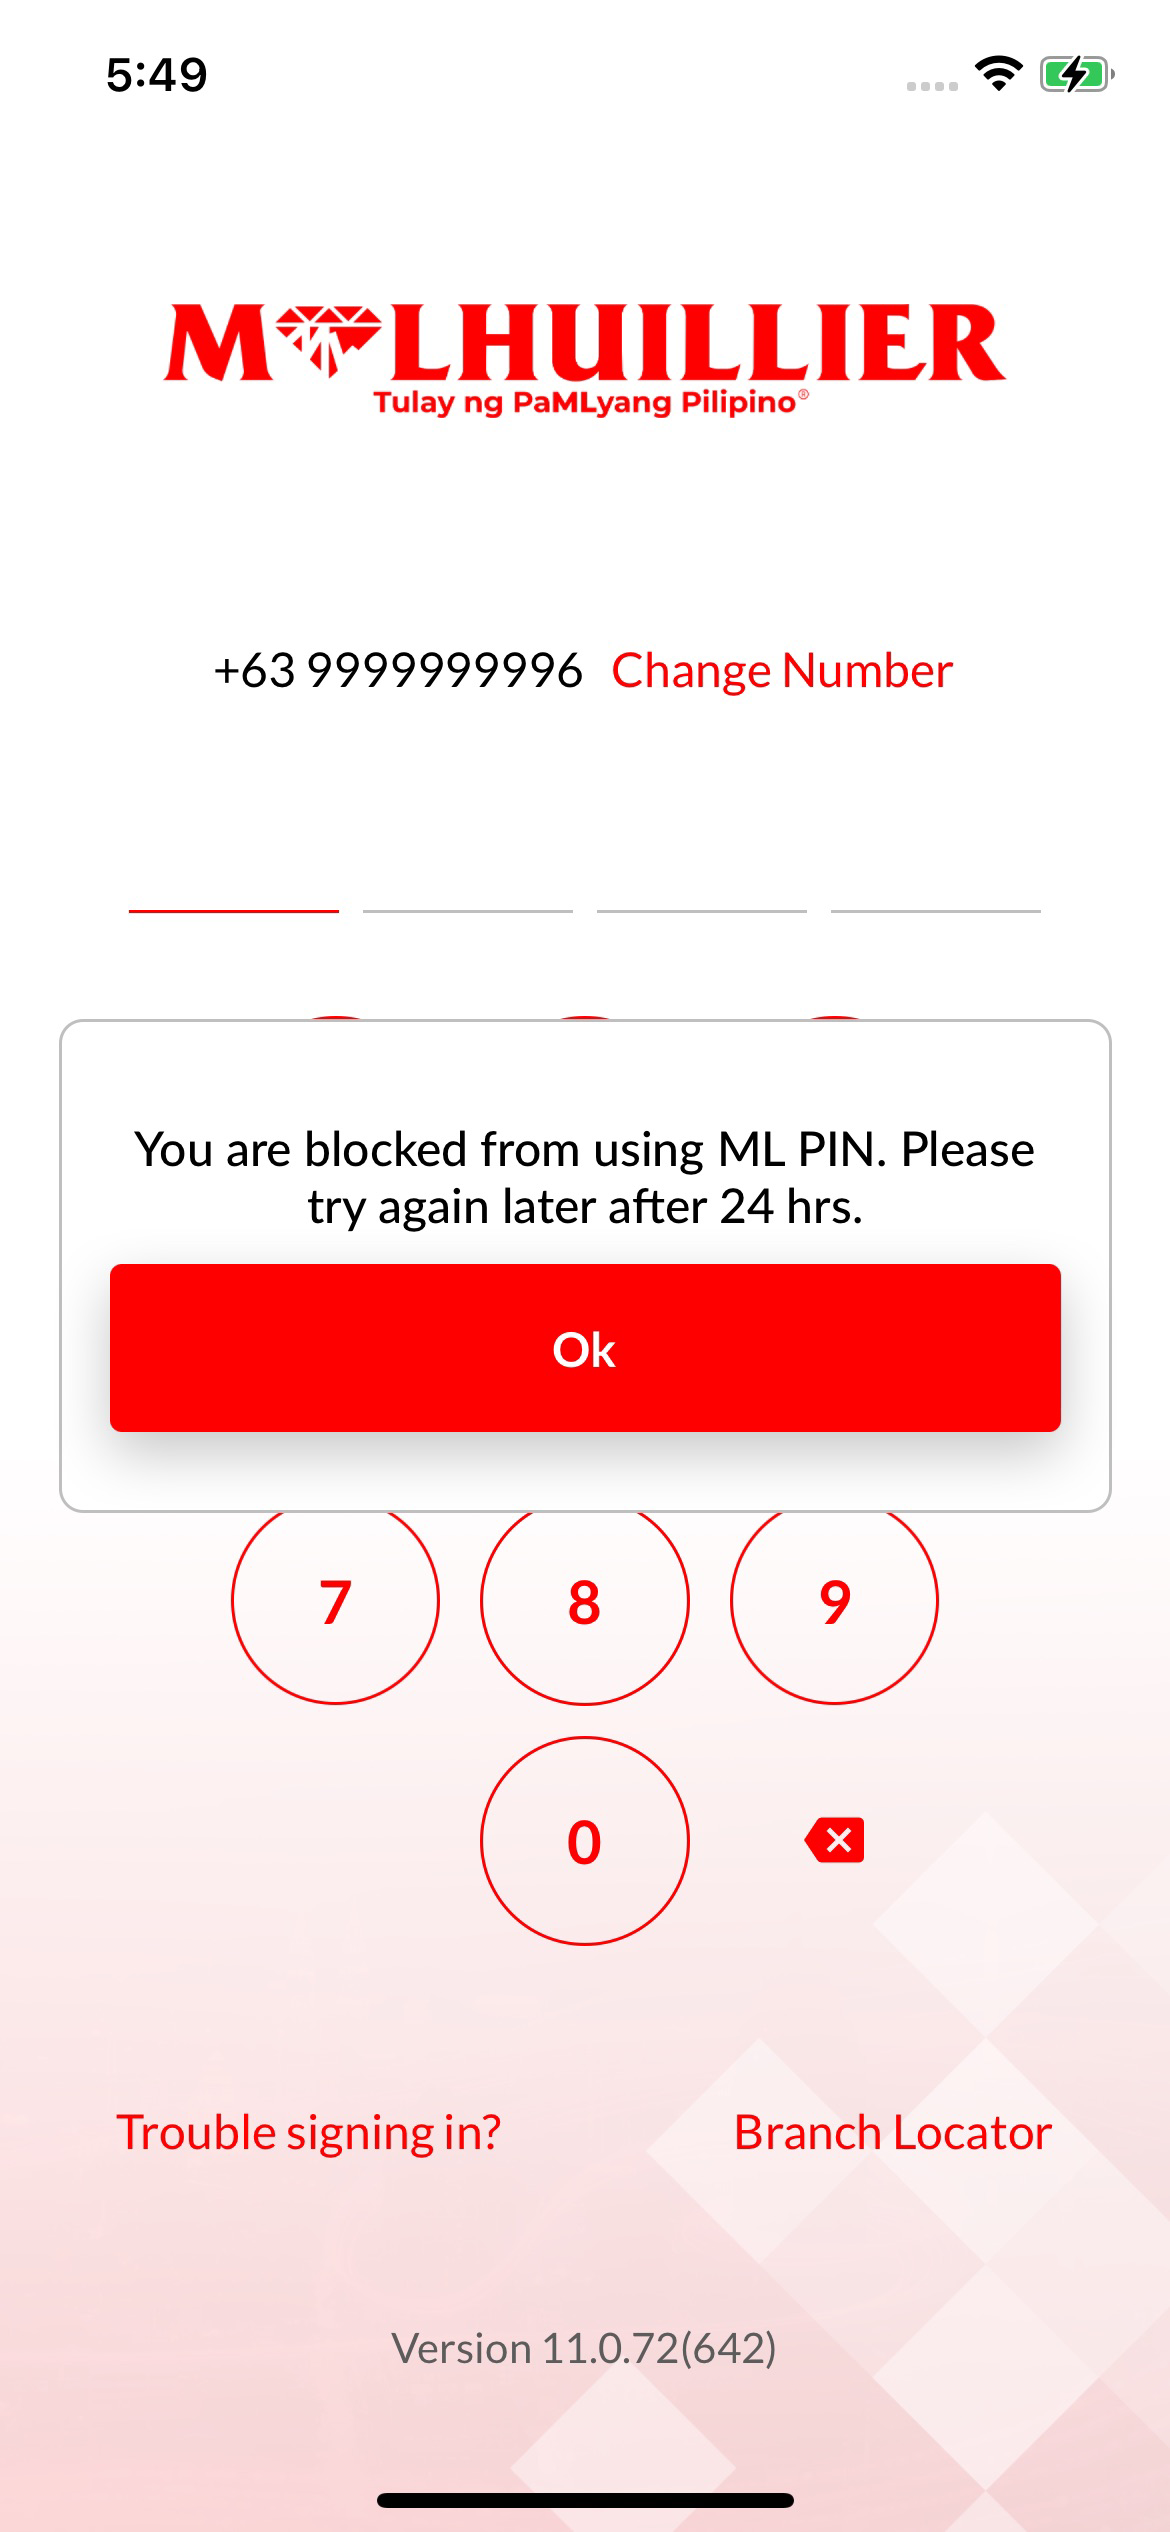 5:49
M LHUILLIER
Tulay ng PaMLyang Pilipino®
+63 9999999996 Change Number
You are blocked from using ML PIN. Please
try again later after 24 hrs.
Ok
7 8 9
0
Trouble signing in? Branch Locator
Version 11.0.72(642)